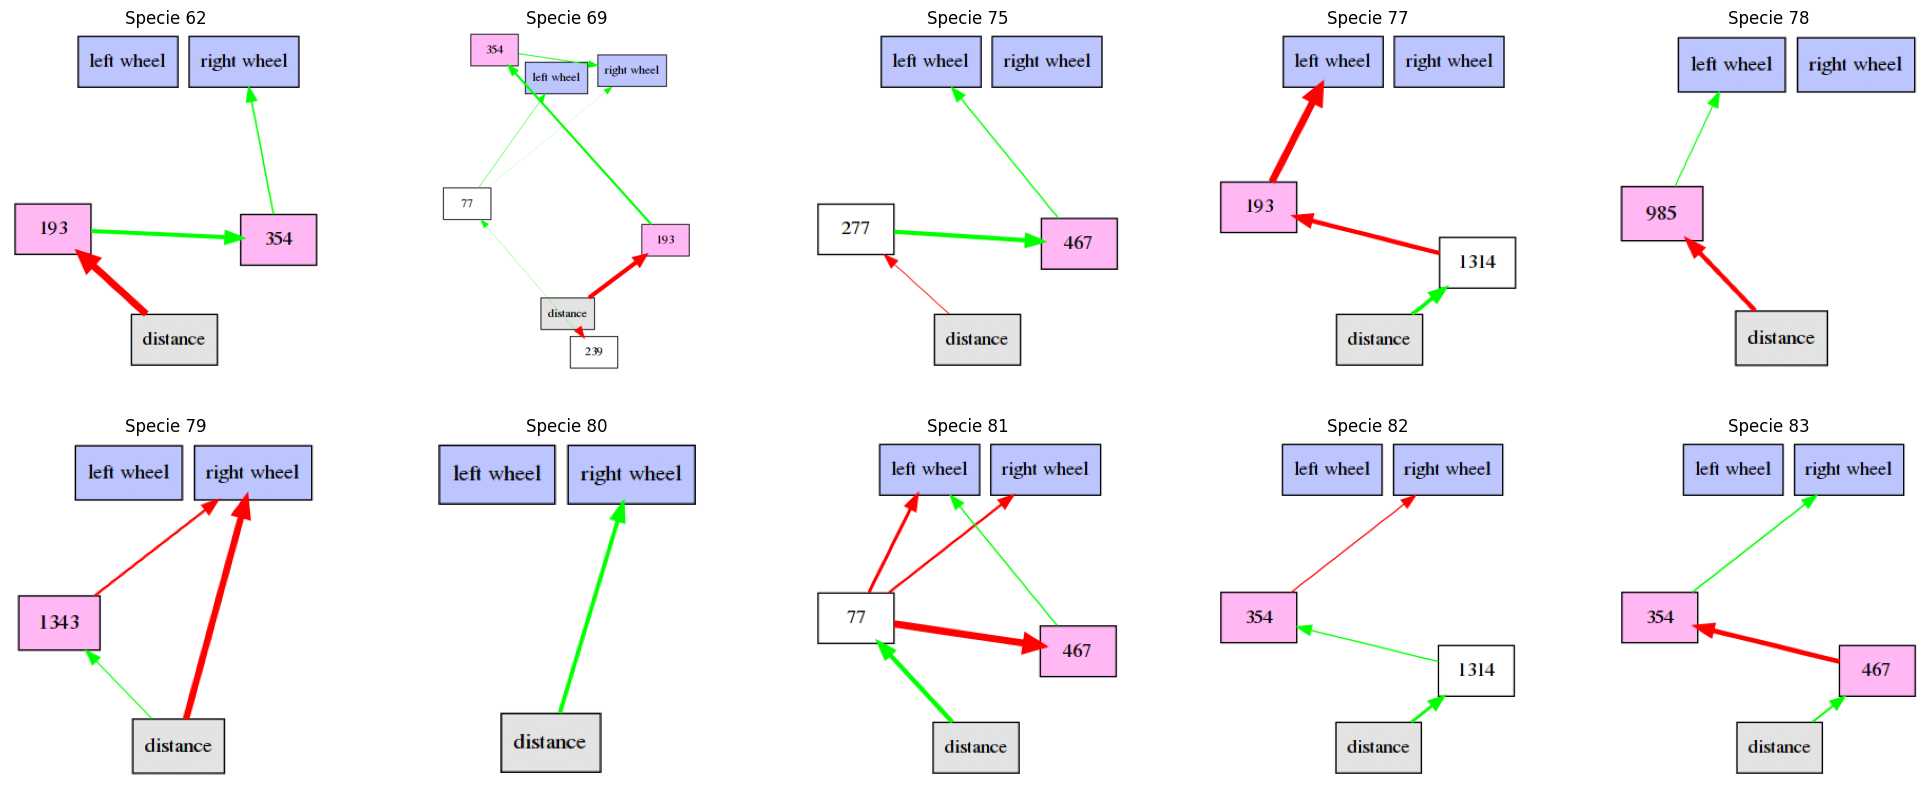 Specie 62
left wheel right wheel
193
354
distance
Specie 69
354
left wheel right wheel
77
193
distance
239
Specie 75
left wheel right wheel
277
467
distance
Specie 77
left wheel right wheel
193
1314
distance
Specie 78
left wheel right wheel
985
distance
Specie 79
left wheel right wheel
1343
distance
Specie 80
left wheel right wheel
distance
Specie 81
left wheel right wheel
77
467
distance
Specie 82
left wheel right wheel
354
1314
distance
Specie 83
left wheel right wheel
354
467
distance